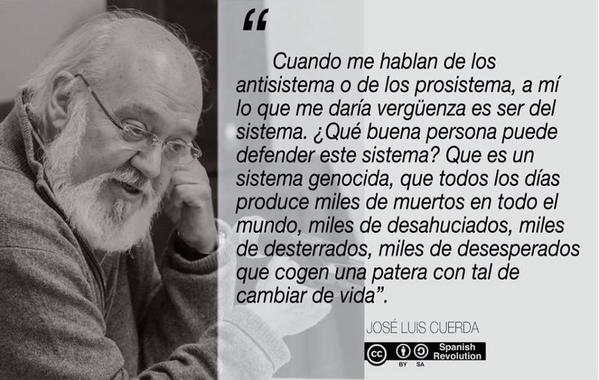 “
Cuando me hablan de los
antisistema o de los prosistema, a mí
lo que me daría vergüenza es ser del
sistema. ¿Qué buena persona puede
defender este sistema? Que es un
sistema genocida, que todos los días
produce miles de muertos en todo el
mundo, miles de desahuciados, miles
de desterrados, miles de desesperados
que cogen una patera con tal de
cambiar de vida”.
JOSÉ LUIS CUERDA
cc BY SA Spanish
Revolution